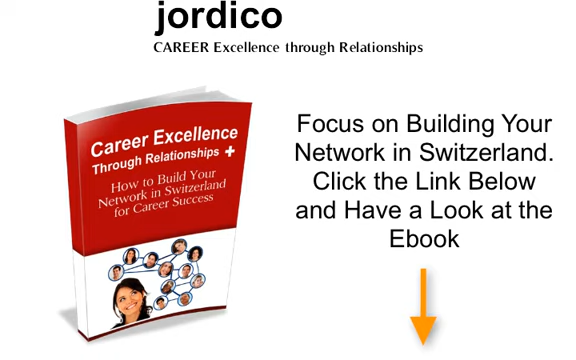 jordico
CAREER Excellence through Relationships
Career Excellence
Through Relationships +
How to Build Your
Network in Switzerland
for Career Success
Focus on Building Your
Network in Switzerland.
Click the Link Below
and Have a Look at the
Ebook